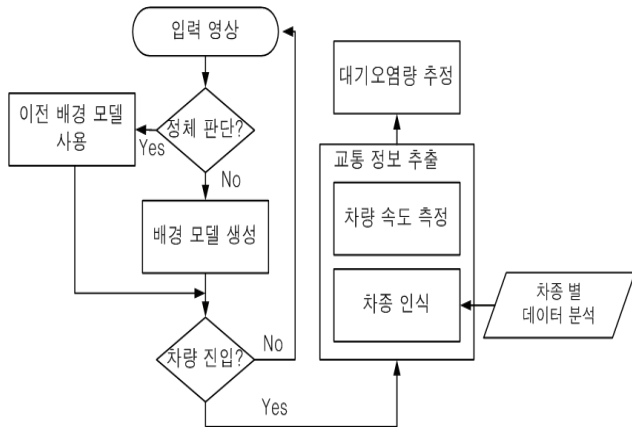 입력 영상
정체 판단?
Yes
이전 배경 모델
사용
No
배경 모델 생성
차량 진입?
No
Yes
대기오염량 추정
교통 정보 추출
차량 속도 측정
차종 인식
차종 별
데이터 분석